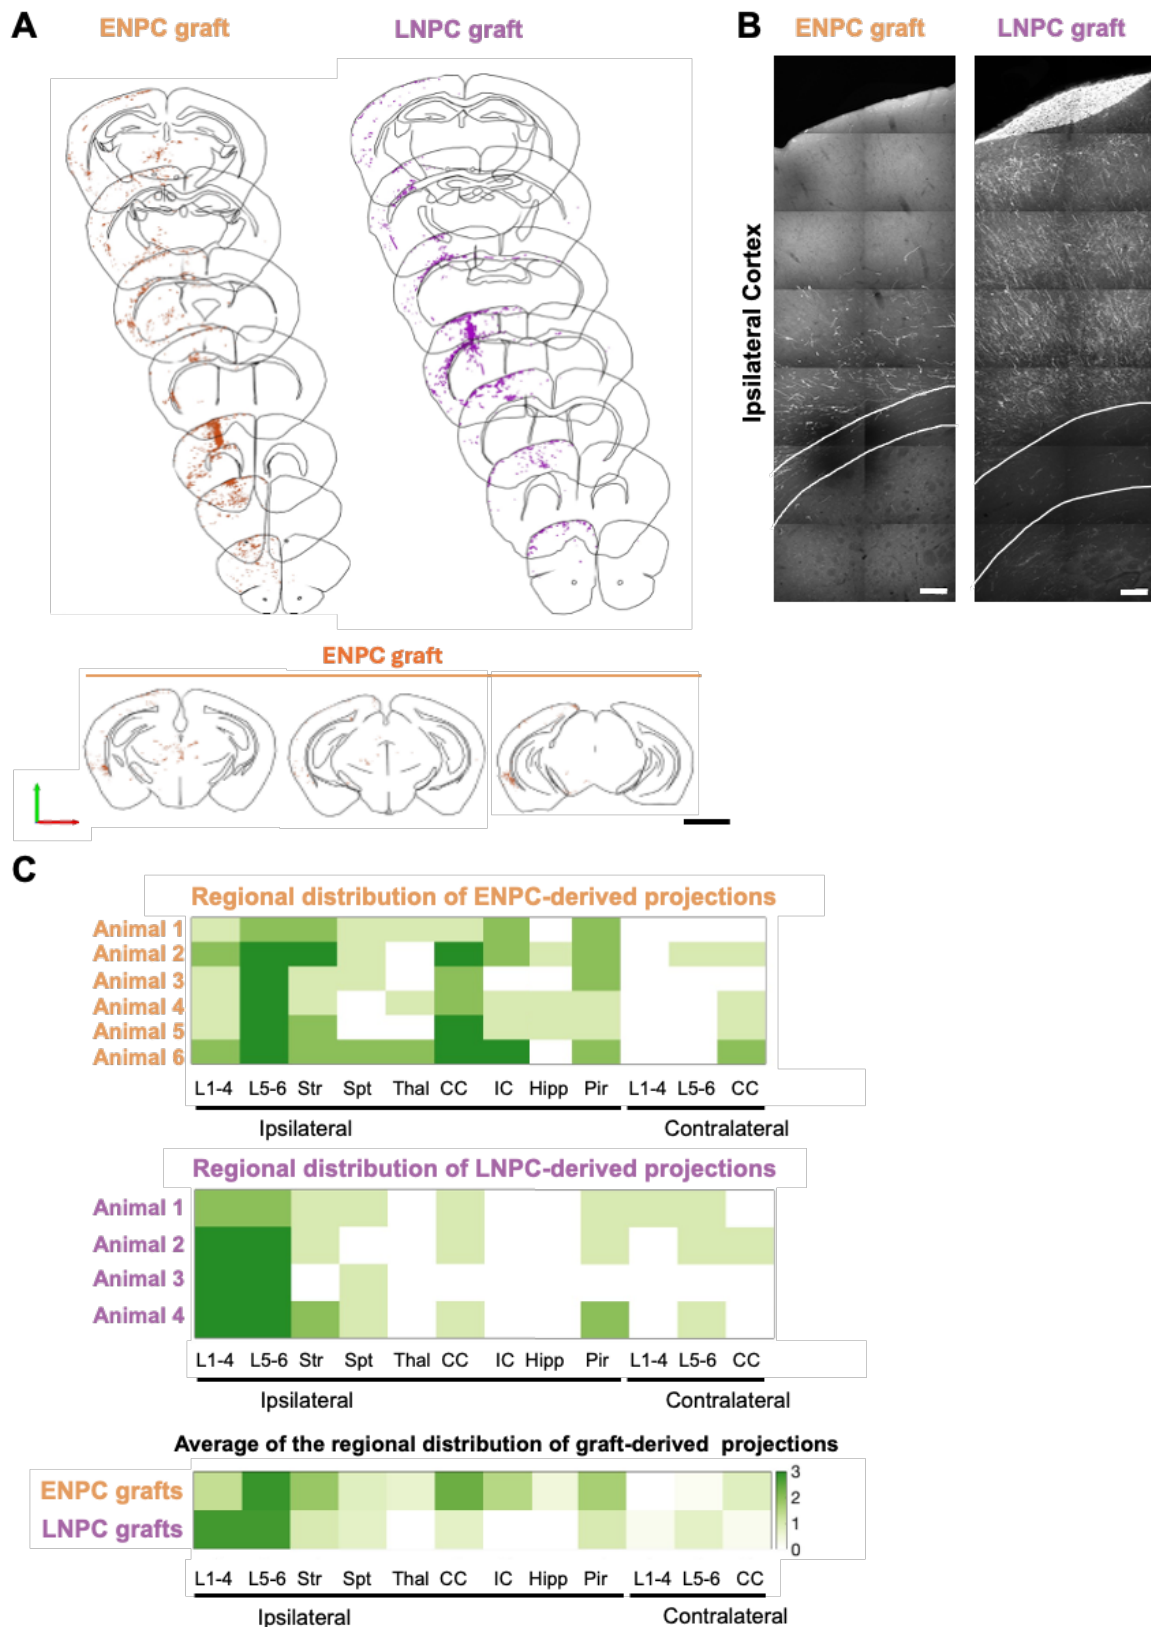 A
ENPC graft
LNPC graft
B
ENPC graft
LNPC graft
Ipsilateral Cortex
ENPC graft
C
Regional distribution of ENPC-derived projections
Animal 1
Animal 2
Animal 3
Animal 4
Animal 5
Animal 6
L1-4 L5-6 Str Spt Thal CC IC Hipp Pir L1-4 L5-6 CC
Ipsilateral Contralateral
Regional distribution of LNPC-derived projections
Animal 1
Animal 2
Animal 3
Animal 4
L1-4 L5-6 Str Spt Thal CC IC Hipp Pir L1-4 L5-6 CC
Ipsilateral Contralateral
Average of the regional distribution of graft-derived projections
ENPC grafts
LNPC grafts
3
2
1
0
L1-4 L5-6 Str Spt Thal CC IC Hipp Pir L1-4 L5-6 CC
Ipsilateral Contralateral